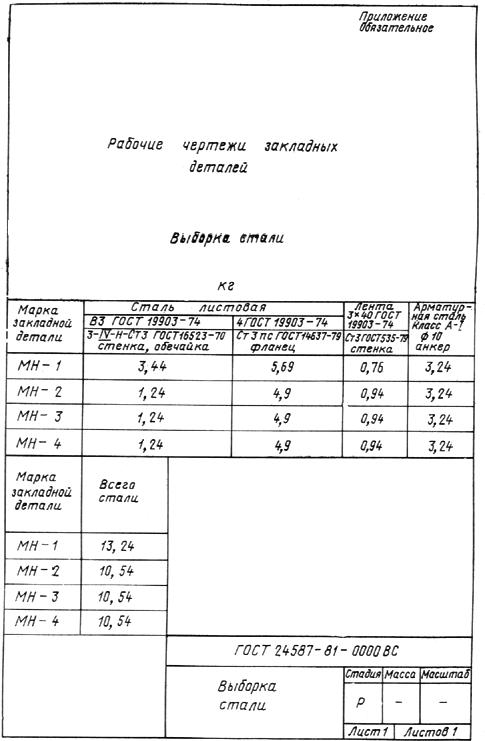 Приложение
Обязательное
Рабочие чертежи закладных
деталей
Выборка стали
кг
Марка закладной детали
Сталь листовая
В3 ГОСТ 19903-74
3-IV-Н-Ст3 ГОСТ16523-70
стенка, обечайка
4 ГОСТ 19903-74
Ст3пс ГОСТ14637-79
фланец
Лента
3×40 ГОСТ
19903-74
Ст3 ГОСТ535-79
стенка
Арматур-
ная сталь
Класс А-I
ф 10
анкер
МН-1 3,44 5,69 0,76 3,24
МН-2 1,24 4,9 0,94 3,24
МН-3 1,24 4,9 0,94 3,24
МН-4 1,24 4,9 0,94 3,24
Марка
закладной
детали
Всего
стали
МН-1 13,24
МН-2 10,54
МН-3 10,54
МН-4 10,54
ГОСТ 24587-81-0000ВС
Выборка
стали
Стадия Масса Масштаб
Р - -
Лист 1 Листов 1